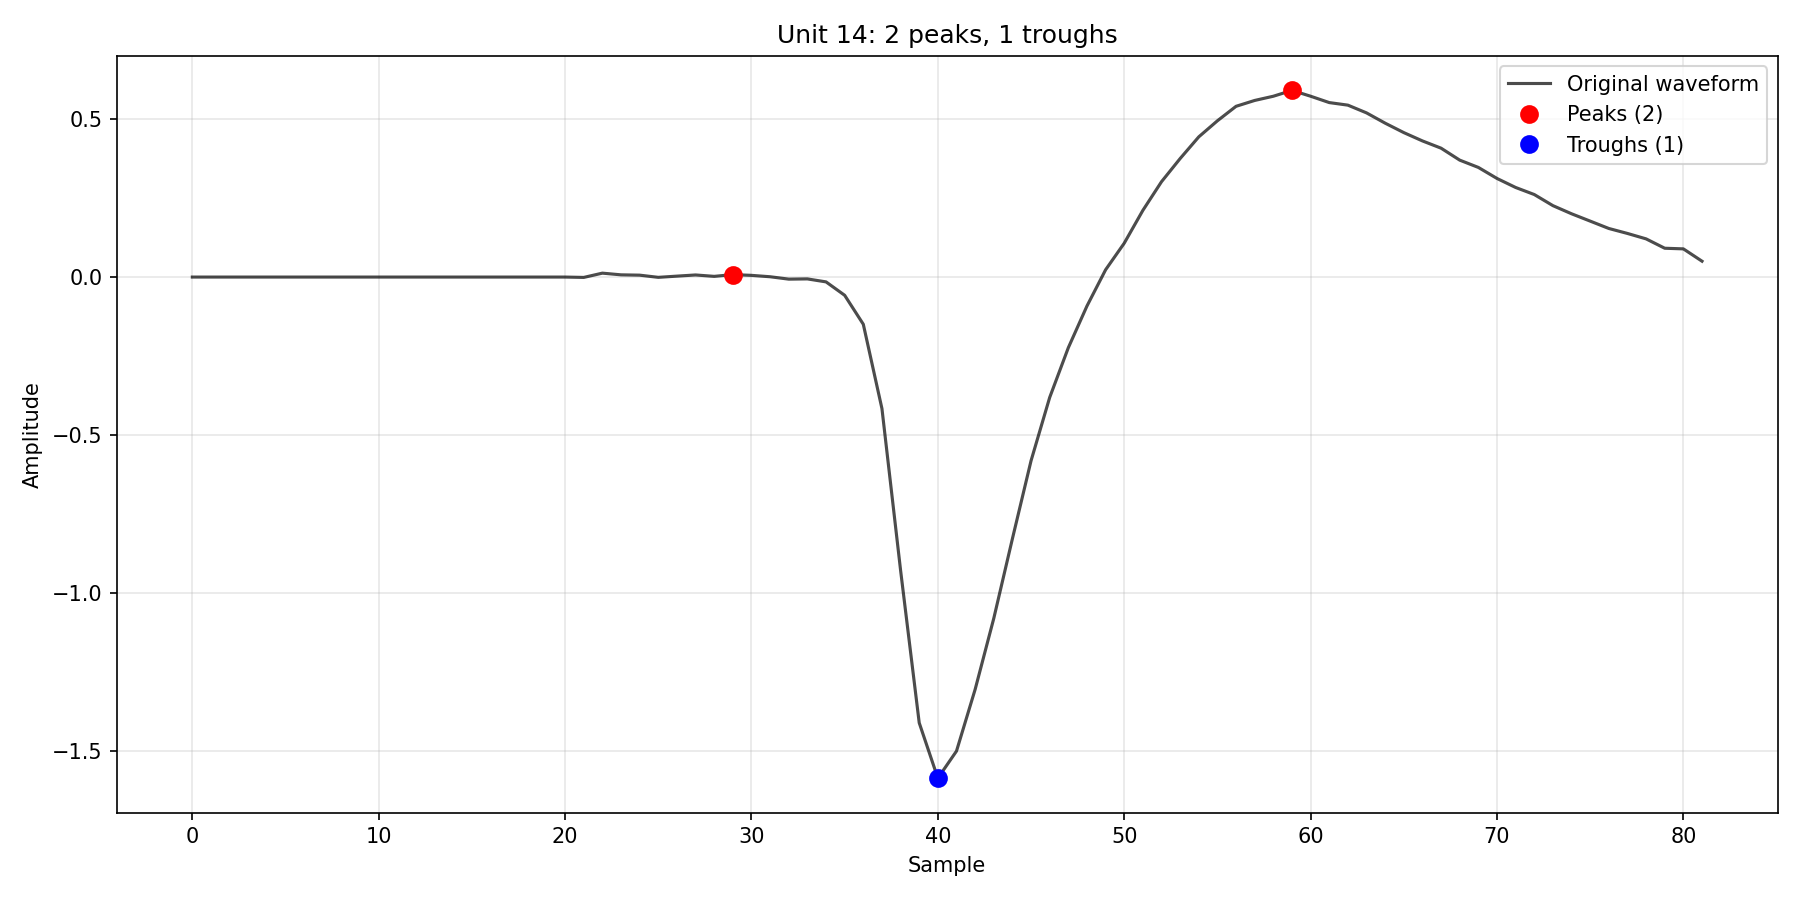 Unit 14: 2 peaks, 1 troughs
Original waveform
Peaks (2)
Troughs (1)
Amplitude
0.5
0.0
−0.5
−1.0
−1.5
0 10 20 30 40 50 60 70 80
Sample